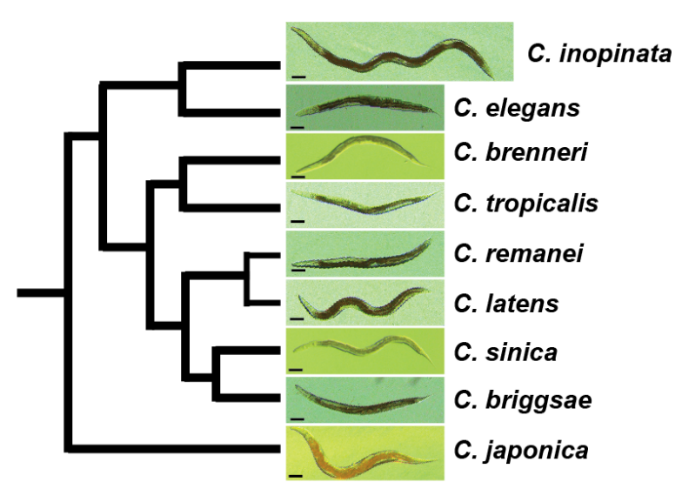 C. inopinata
C. elegans
C. brenneri
C. tropicalis
C. remanei
C. latens
C. sinica
C. briggsae
C. japonica